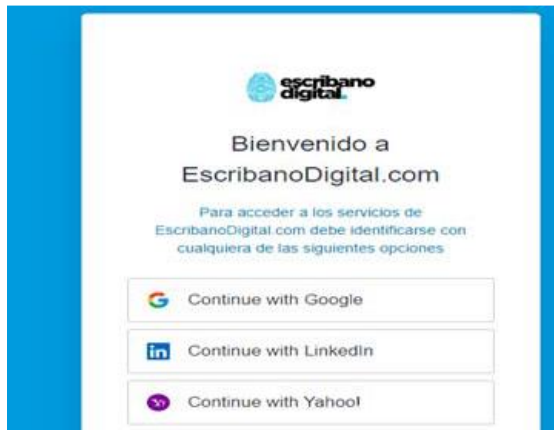 escribano
digital.
Bienvenido a
EscribanoDigital.com
Para acceder a los servicios de
EscribanoDigital.com debe identificarse con
cualquiera de las siguientes opciones
Continue with Google
Continue with LinkedIn
Continue with Yahoo!